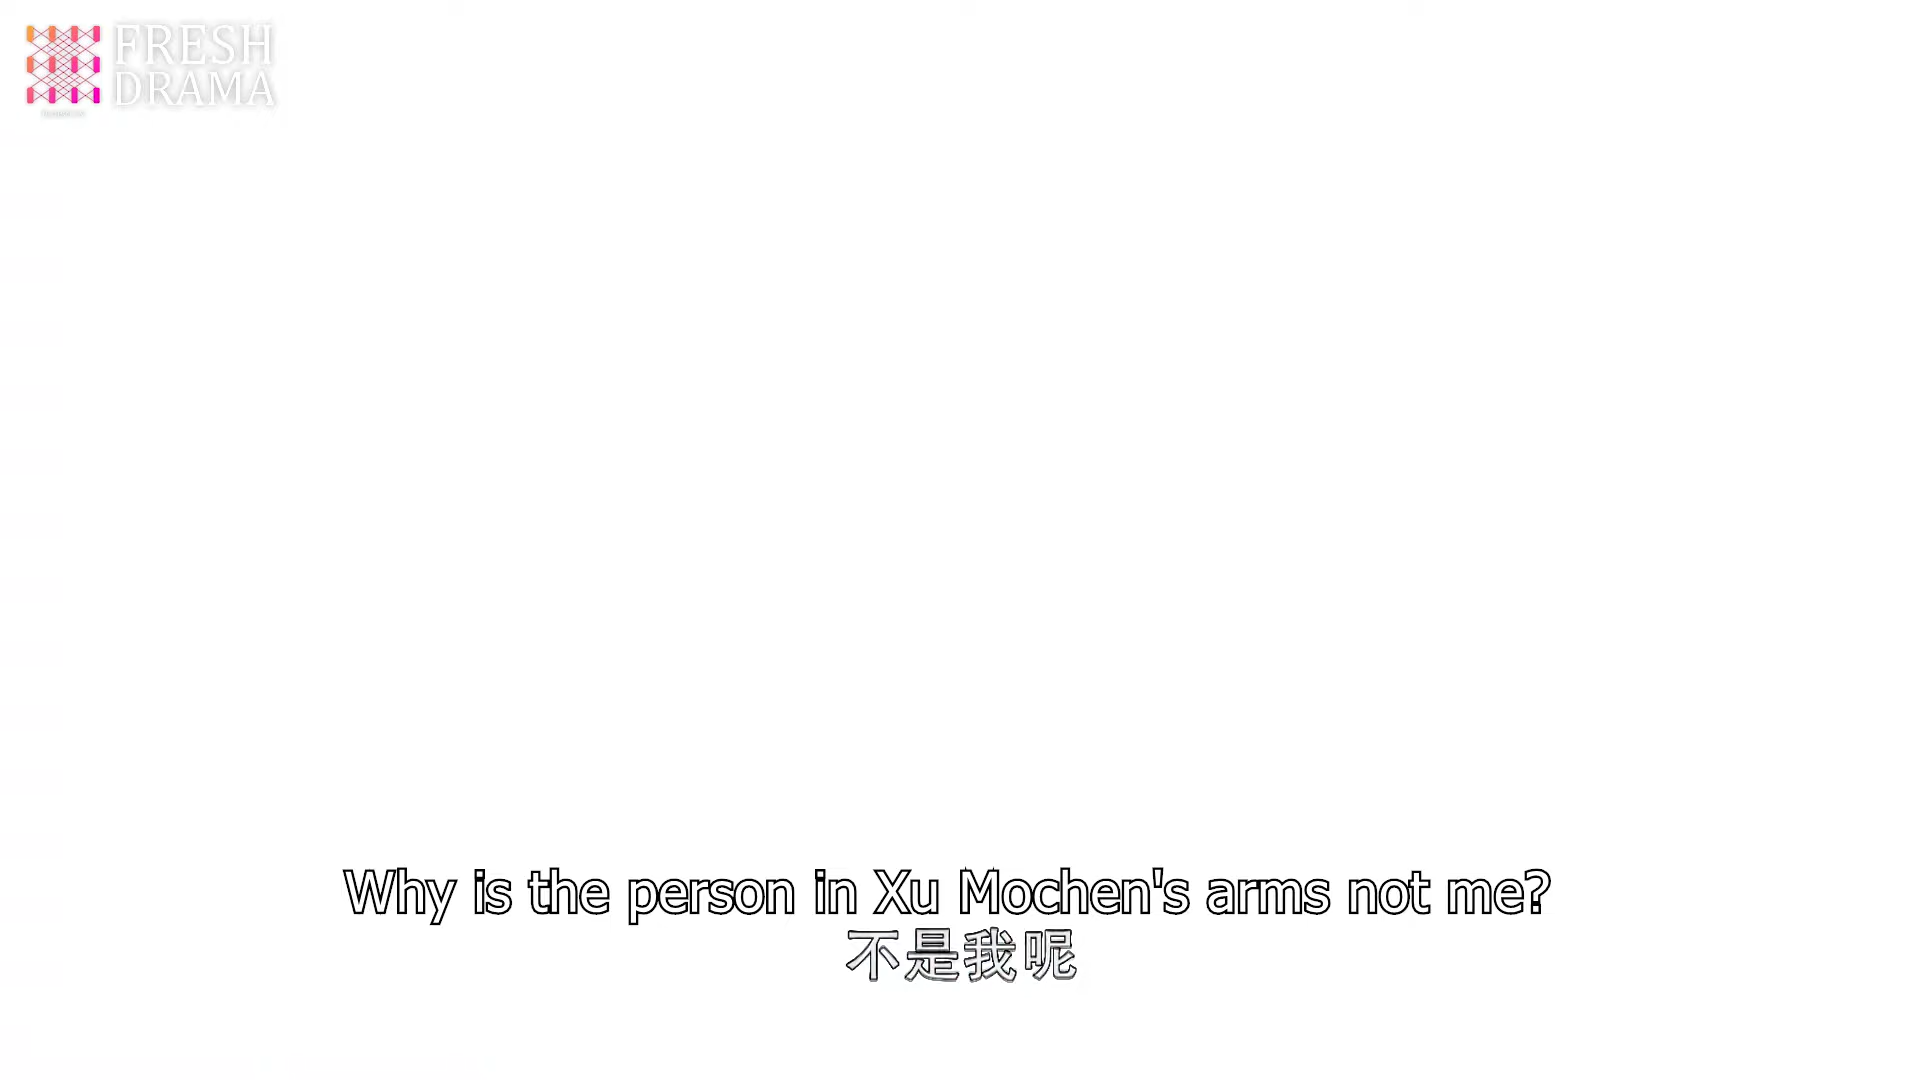 FRESH
DRAMA
Why is the person in Xu Mochen's arms not me?
不是我呢